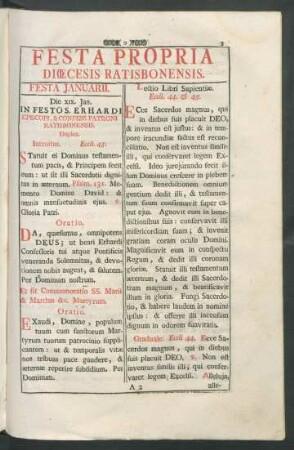 3
FESTA PROPRIA
DIŒCESIS RATISBONENSIS.
FESTA JANUARII.
Die xix. Jan.
IN FESTO S. ERHARDI
EPISCOPI, & CONFESS. PATRONI
RATISBONENSIS.
Duplex.
Introitus. Eccli. 45.
Statuit ei Dominus testamen-
tum pacis, & Principem fecit
eum: ut sit illi Sacerdotii digni-
tas in æternum. Psalm. 131. Me-
mento Domine David: &
omnis mansuetudinis ejus. ℣.
Gloria Patri.
Oratio.
DA, quæsumus, omnipotens
DEUS; ut beati Erhardi
Confessoris tui atque Pontificis
veneranda Solemnitas, & devo-
tionem nobis augeat, & salutem.
Per Dominum nostrum.
Et fit Commemoratio SS. Marii
& Marthæ &c. Martyrum.
Oratio.
EXaudi, Domine, populum
tuum cum Sanctorum Mar-
tyrum tuorum patrocinio suppli-
cantem: ut & temporalis vitæ
nos tribuas pace gaudere, &
æternæ reperire subsidium. Per
Dominum.
Lectio Libri Sapientiæ.
Eccli. 44. & 45.
ECce Sacerdos magnus, qui
in diebus suis placuit DEO,
& inventus est justus: & in tem-
pore iracundiæ factus est recon-
ciliatio. Non est inventus simi-
lis illi, qui conservaret legem Ex-
celsi. Ideo jurejurando fecit il-
lum Dominus crescere in plebem
suam. Benedictionem omnium
gentium dedit illi, & testamen-
tum suum confirmavit super ca-
put ejus. Agnovit eum in bene-
dictionibus suis: conservavit illi
misericordiam suam; & invenit
gratiam coram oculis Domini.
Magnificavit eum in conspectu
Regum, & dedit illi coronam
gloriæ. Statuit illi testamentum
æternum, & dedit illi Sacerdo-
tium magnum, & beatificavit
illum in gloria. Fungi Sacerdo-
tio, & habere laudem in nomine
ipsius: & offerre illi incensum
dignum in odorem suavitatis.
Graduale. Eccli. 44. Ecce Sa-
cerdos magnus, qui in diebus
suis placuit DEO. ℣. Non est
inventus similis illi, qui confer-
varet legem Excelsi. Alleluja,
A 2
alle-